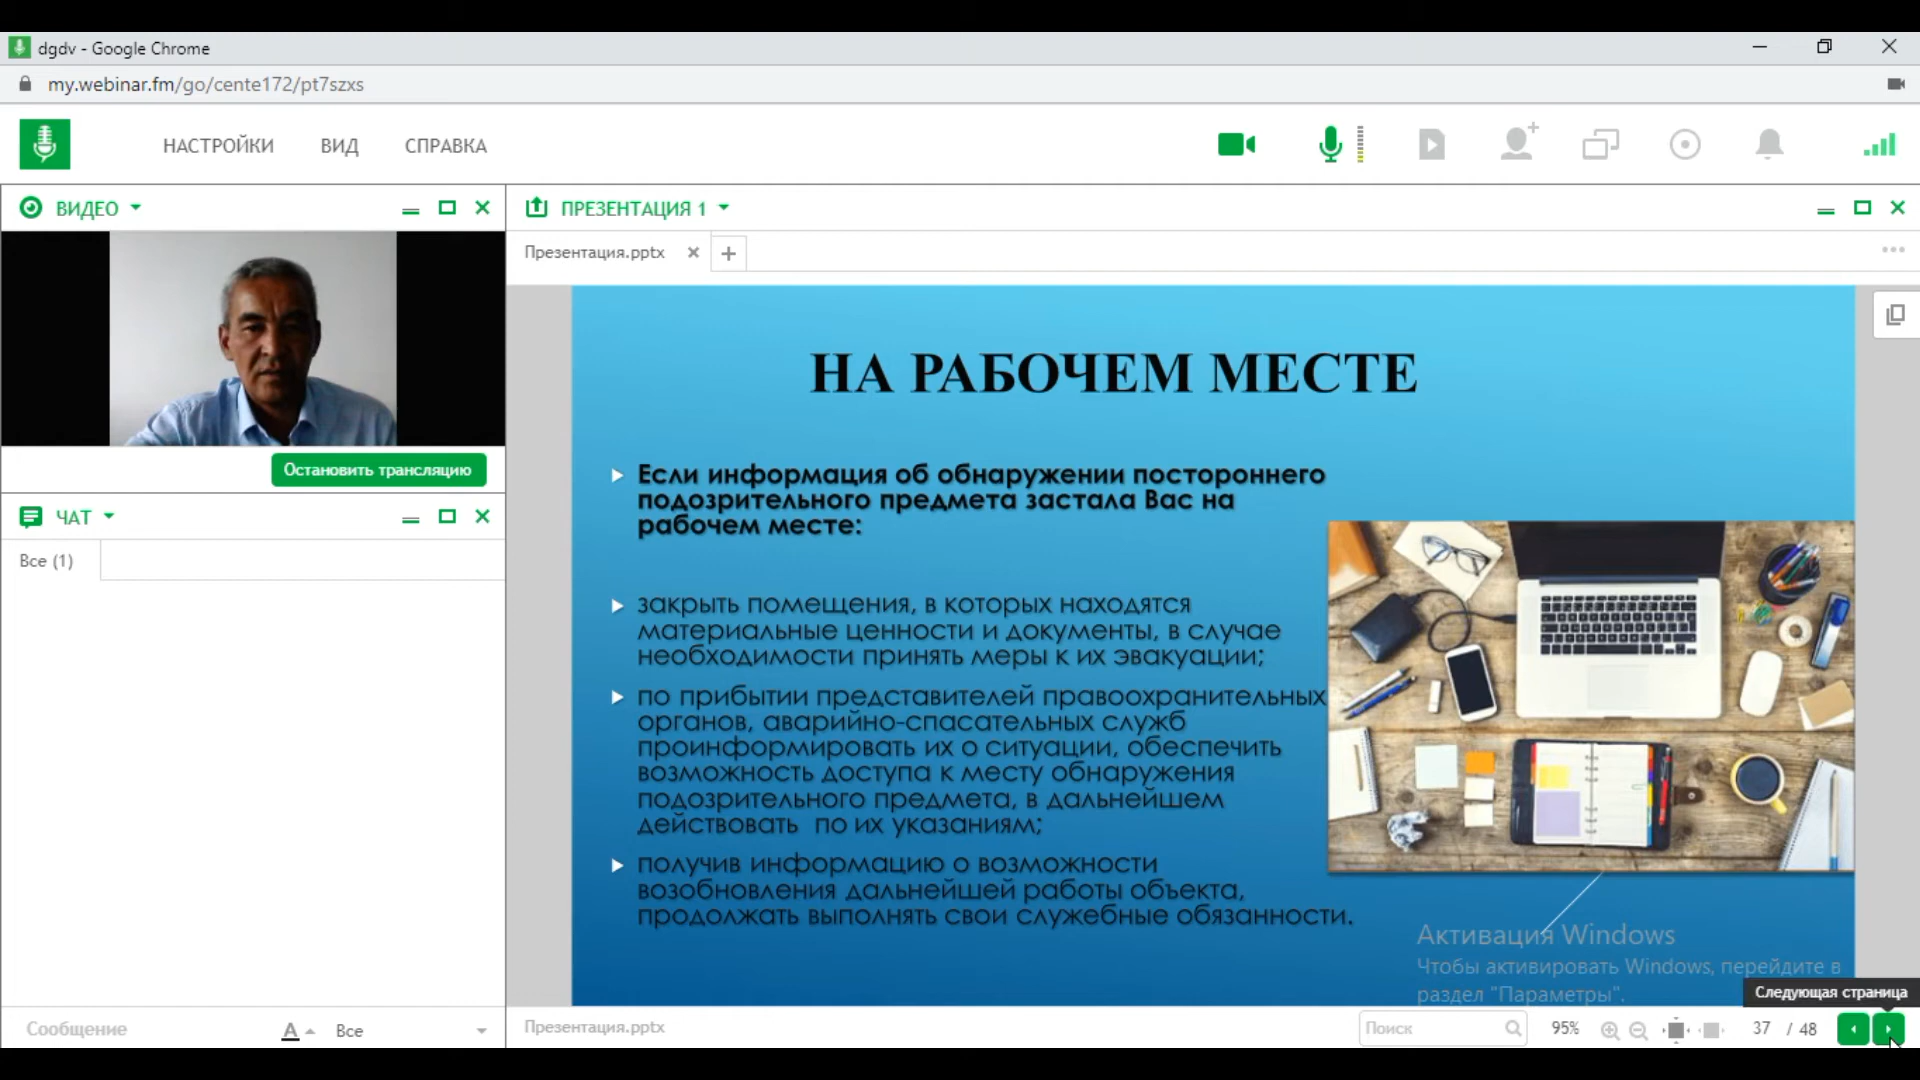 dgdv - Google Chrome
my.webinar.fm/go/cente172/pt7szxs
НАСТРОЙКИ ВИД СПРАВКА
ВИДЕО
Остановить трансляцию
ЧАТ
Все (1)
Сообщение
A
Все
ПРЕЗЕНТАЦИЯ 1
Презентация.pptx
НА РАБОЧЕМ МЕСТЕ
Если информация об обнаружении постороннего
подозрительного предмета застала Вас на
рабочем месте:
закрыть помещения, в которых находятся
материальные ценности и документы, в случае
необходимости принять меры к их эвакуации;
по прибытии представителей правоохранительных
органов, аварийно-спасательных служб
проинформировать их о ситуации, обеспечить
возможность доступа к месту обнаружения
подозрительного предмета, в дальнейшем
действовать по их указаниям;
получив информацию о возможности
возобновления дальнейшей работы объекта,
продолжать выполнять свои служебные обязанности.
Активация Windows
Чтобы активировать Windows, перейдите в
раздел "Параметры".
Следующая страница
Презентация.pptx
Поиск
95%
37 / 48